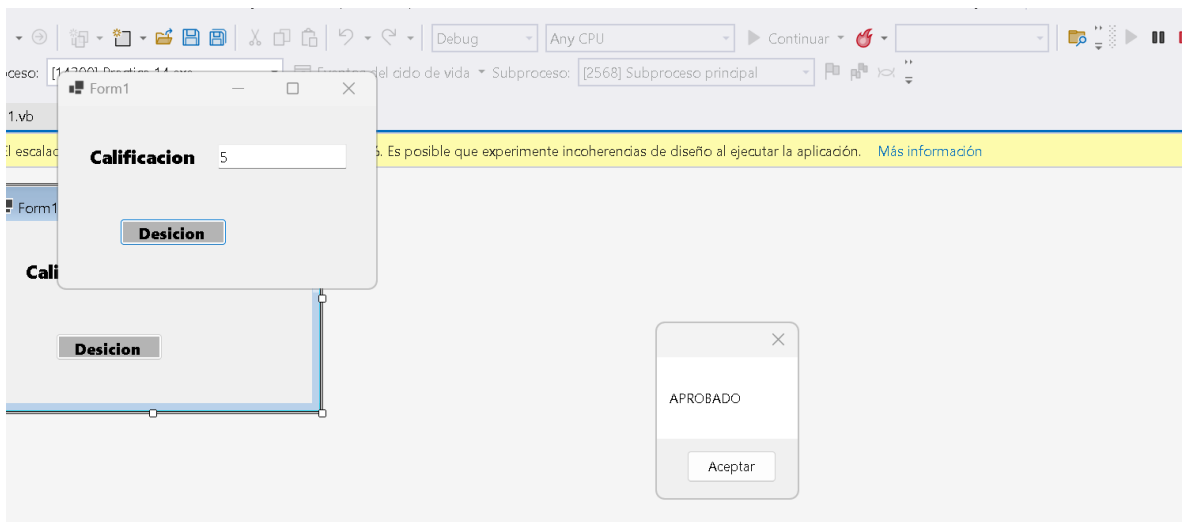 Debug Any CPU Continuar
oceso: del ciclo de vida Subproceso: [2568] Subproceso principal
Form1
1.vb
El escalad Es posible que experimente incoherencias de diseño al ejecutar la aplicación. Más información
Calificacion 5
Form1
Desicion
Cali
Desicion
APROBADO
Aceptar